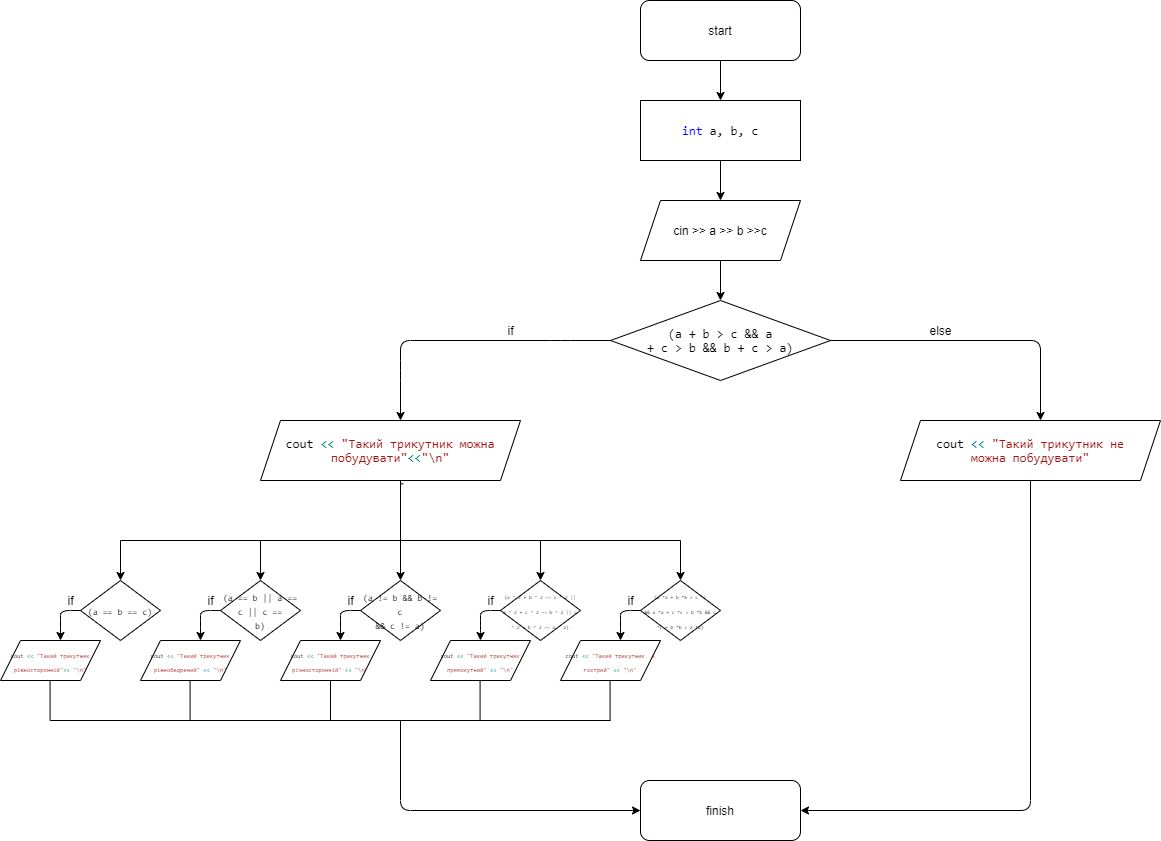 start
int a, b, c
cin >> a >> b >>c
(a + b > c && a
+ c > b && b + c > a)
if
else
cout << "Такий трикутник можна
побудувати"<<"\n"
cout << "Такий трикутник не
можна побудувати"
if
(a == b == c)
if
(a == b || a ==
c || c ==
b)
if
(a != b && b !=
c
&& c != a)
if
if
cout << "Такий трикутник
рівносторонній"<< "\n"
cout << "Такий трикутник
рівнобедрений" << "\n"
cout << "Такий трикутник
різносторонній" << "\n"
cout << "Такий трикутник
прямокутний" << "\n"
cout << "Такий трикутник
гострий" << "\n"
finish